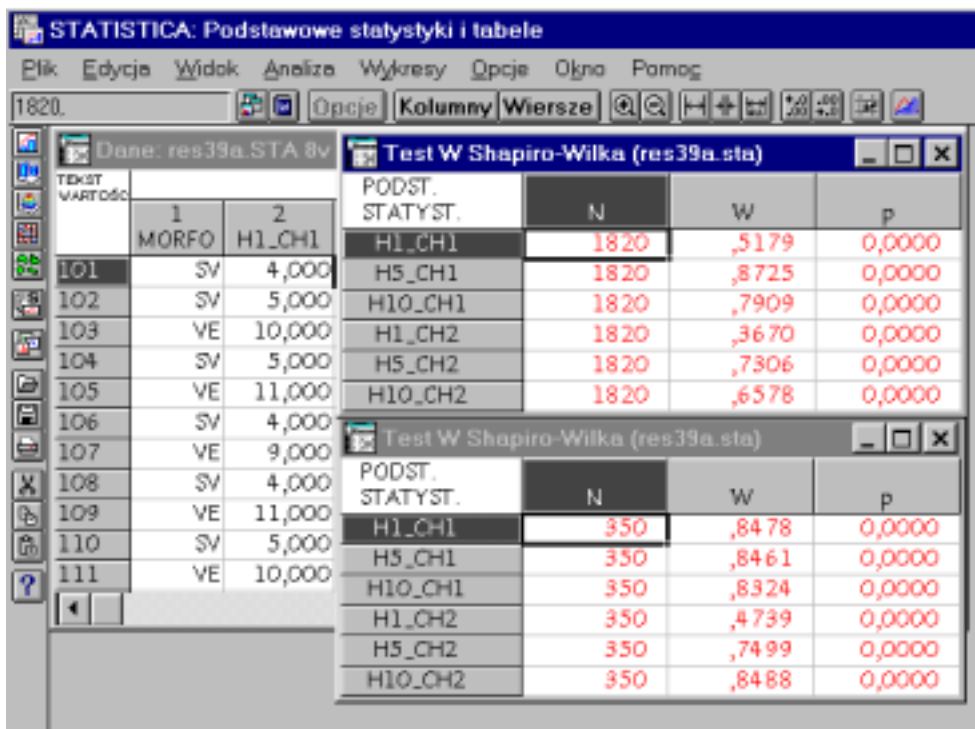 STATISTICA: Podstawowe statystyki i tabele
Plik Edycja Widok Analiza Wykresy Opcje Okno Pomoc
1820. Opcje Kolumny Wiersze
Dane: res39a.STA 8v
TEKST
WARTOŚC
1 2
MORFO H1_CH1
101 SV 4,000
102 SV 5,000
103 VE 10,000
104 SV 5,000
105 VE 11,000
106 SV 4,000
107 VE 9,000
108 SV 4,000
109 VE 11,000
110 SV 5,000
111 VE 10,000
Test W Shapiro-Wilka (res39a.sta)
PODST.
STATYST. N W p
H1_CH1 1820 ,5179 0,0000
H5_CH1 1820 ,8725 0,0000
H10_CH1 1820 ,7909 0,0000
H1_CH2 1820 ,3670 0,0000
H5_CH2 1820 ,7306 0,0000
H10_CH2 1820 ,6578 0,0000
Test W Shapiro-Wilka (res39a.sta)
PODST.
STATYST. N W p
H1_CH1 350 ,8478 0,0000
H5_CH1 350 ,8461 0,0000
H10_CH1 350 ,8324 0,0000
H1_CH2 350 ,4739 0,0000
H5_CH2 350 ,7499 0,0000
H10_CH2 350 ,8488 0,0000